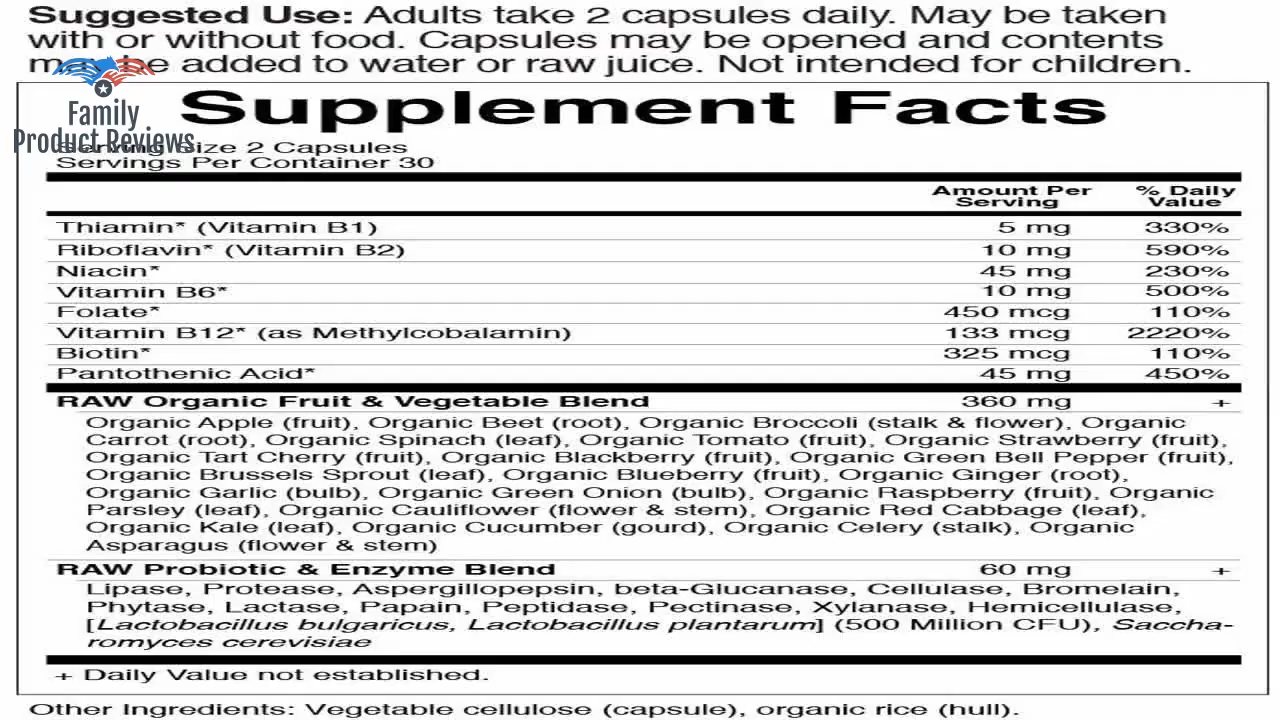 Suggested Use: Adults take 2 capsules daily. May be taken
with or without food. Capsules may be opened and contents
may be added to water or raw juice. Not intended for children.
Family
Product Reviews
Supplement Facts
Serving Size 2 Capsules
Servings Per Container 30
Amount Per Serving % Daily Value
Thiamin* (Vitamin B1) 5 mg 330%
Riboflavin* (Vitamin B2) 10 mg 590%
Niacin* 45 mg 230%
Vitamin B6* 10 mg 500%
Folate* 450 mcg 110%
Vitamin B12* (as Methylcobalamin) 133 mcg 2220%
Biotin* 325 mcg 110%
Pantothenic Acid* 45 mg 450%
RAW Organic Fruit & Vegetable Blend 360 mg +
Organic Apple (fruit), Organic Beet (root), Organic Broccoli (stalk & flower), Organic
Carrot (root), Organic Spinach (leaf), Organic Tomato (fruit), Organic Strawberry (fruit),
Organic Tart Cherry (fruit), Organic Blackberry (fruit), Organic Green Bell Pepper (fruit),
Organic Brussels Sprout (leaf), Organic Blueberry (fruit), Organic Ginger (root),
Organic Garlic (bulb), Organic Green Onion (bulb), Organic Raspberry (fruit), Organic
Parsley (leaf), Organic Cauliflower (flower & stem), Organic Red Cabbage (leaf),
Organic Kale (leaf), Organic Cucumber (gourd), Organic Celery (stalk), Organic
Asparagus (flower & stem)
RAW Probiotic & Enzyme Blend 60 mg +
Lipase, Protease, Aspergillopepsin, beta-Glucanase, Cellulase, Bromelain,
Phytase, Lactase, Papain, Peptidase, Pectinase, Xylanase, Hemicellulase,
[Lactobacillus bulgaricus, Lactobacillus plantarum] (500 Million CFU), Saccha-
romyces cerevisiae
+ Daily Value not established.
Other Ingredients: Vegetable cellulose (capsule), organic rice (hull).